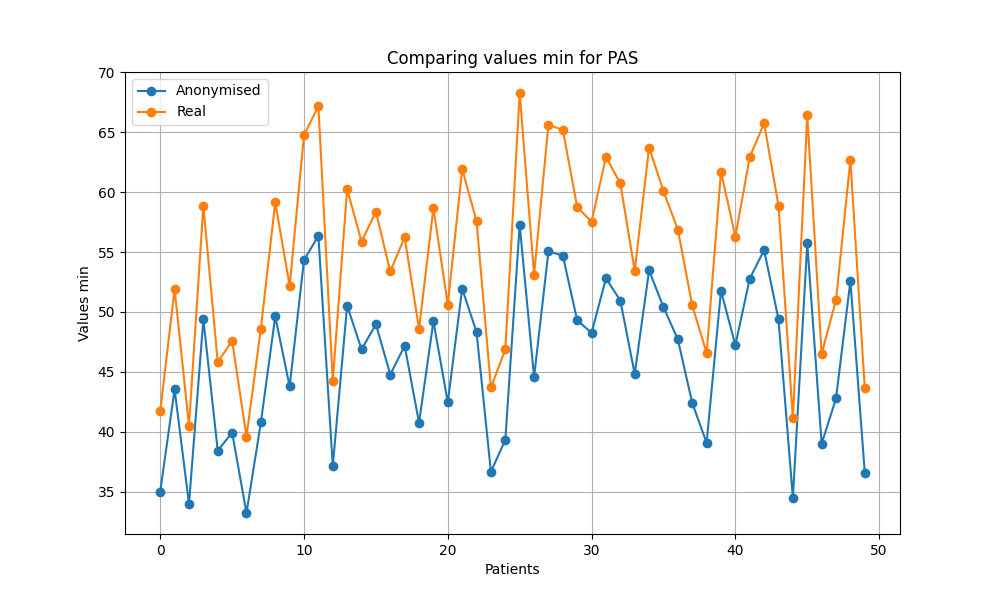 Comparing values min for PAS
Anonymised
Real
70
65
60
55
50
45
40
35
Values min
0 10 20 30 40 50
Patients